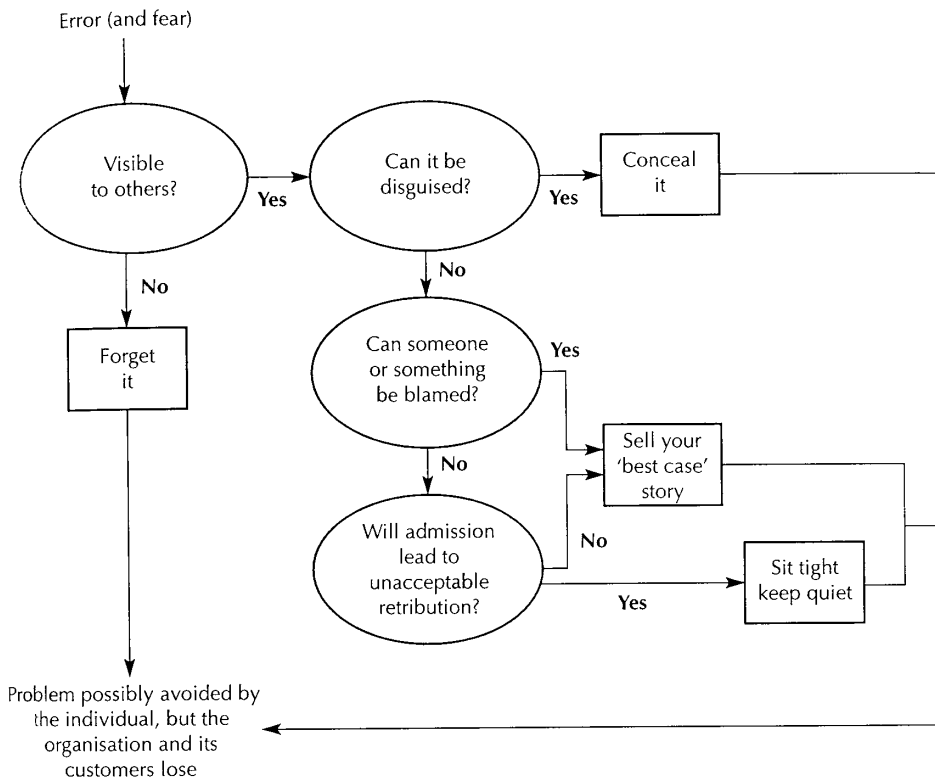 Error (and fear)
Visible
to others?
Yes
Can it be
disguised?
Yes
Conceal
it
No
No
Forget
it
Can someone
or something
be blamed?
Yes
Sell your
'best case'
story
No
Will admission
lead to
unacceptable
retribution?
No
Yes
Sit tight
keep quiet
Problem possibly avoided by
the individual, but the
organisation and its
customers lose